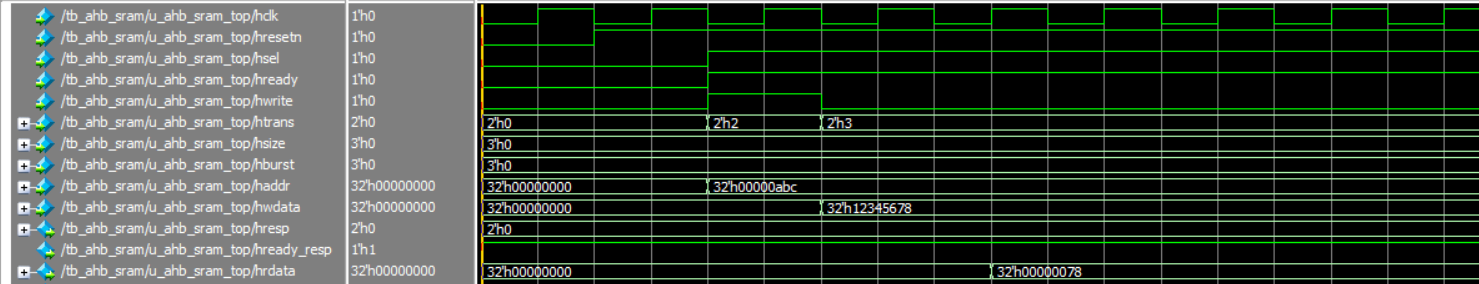 /tb_ahb_sram/u_ahb_sram_top/hclk 1'h0
/tb_ahb_sram/u_ahb_sram_top/hresetn 1'h0
/tb_ahb_sram/u_ahb_sram_top/hsel 1'h0
/tb_ahb_sram/u_ahb_sram_top/hready 1'h0
/tb_ahb_sram/u_ahb_sram_top/hwrite 1'h0
/tb_ahb_sram/u_ahb_sram_top/htrans 2'h0 2'h0 2'h2 2'h3
/tb_ahb_sram/u_ahb_sram_top/hsize 3'h0 3'h0
/tb_ahb_sram/u_ahb_sram_top/hburst 3'h0 3'h0
/tb_ahb_sram/u_ahb_sram_top/haddr 32'h00000000 32'h00000000 32'h00000abc
/tb_ahb_sram/u_ahb_sram_top/hwdata 32'h00000000 32'h00000000 32'h12345678
/tb_ahb_sram/u_ahb_sram_top/hresp 2'h0 2'h0
/tb_ahb_sram/u_ahb_sram_top/hready_resp 1'h1
/tb_ahb_sram/u_ahb_sram_top/hrdata 32'h00000000 32'h00000000 32'h00000078